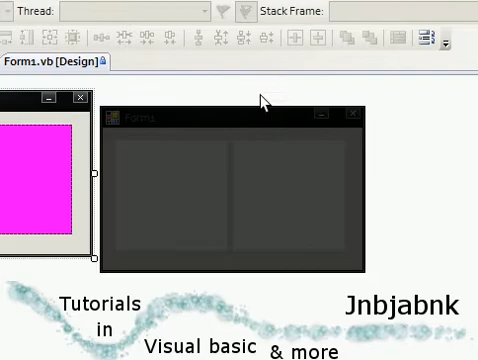 Thread:
Stack Frame:
Form1.vb [Design]
Form1
Tutorials
in
Visual basic
& more
Jnbjabnk